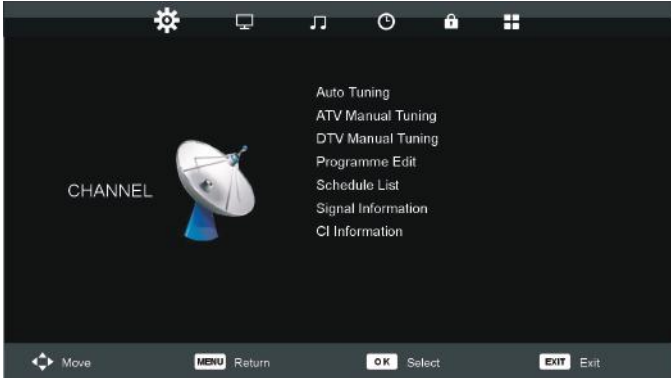 Auto Tuning
ATV Manual Tuning
DTV Manual Tuning
Programme Edit
CHANNEL
Schedule List
Signal Information
CI Information
Move
MENU Return
OK Select
EXIT Exit